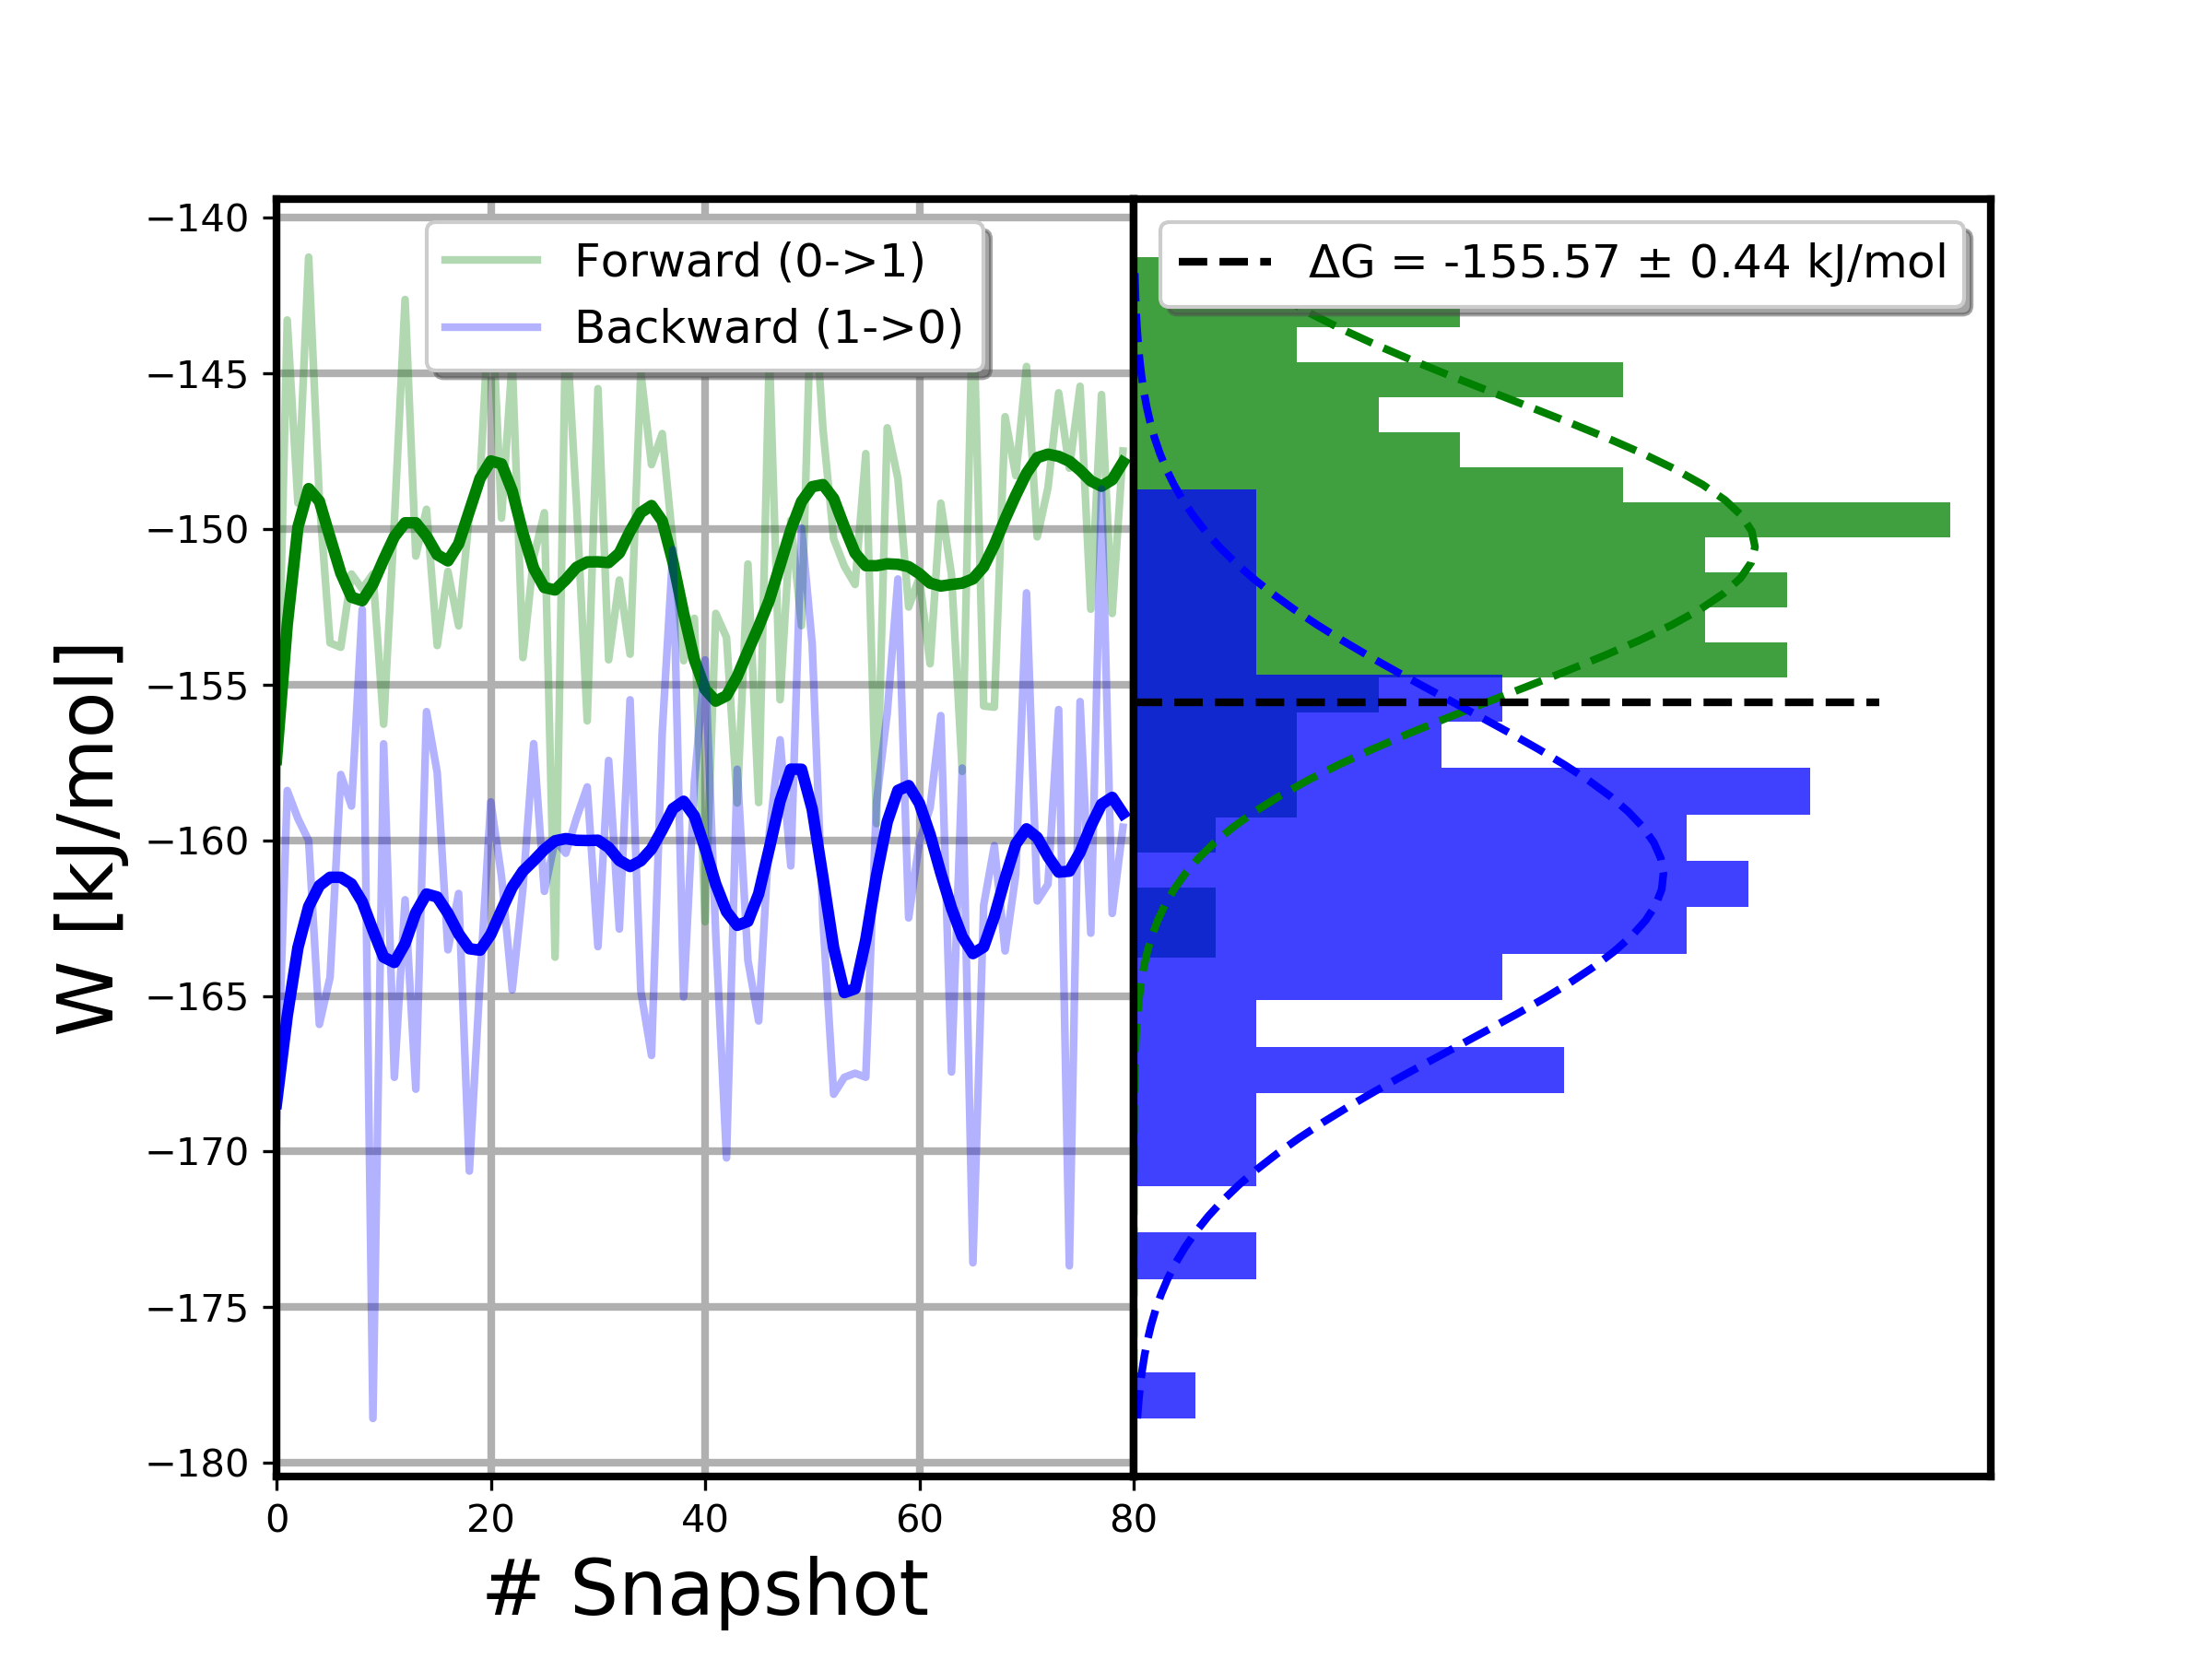 Forward (0->1)
Backward (1->0)
ΔG = -155.57 ± 0.44 kJ/mol
W [kJ/mol]
−140
−145
−150
−155
−160
−165
−170
−175
−180
0 20 40 60 80
# Snapshot